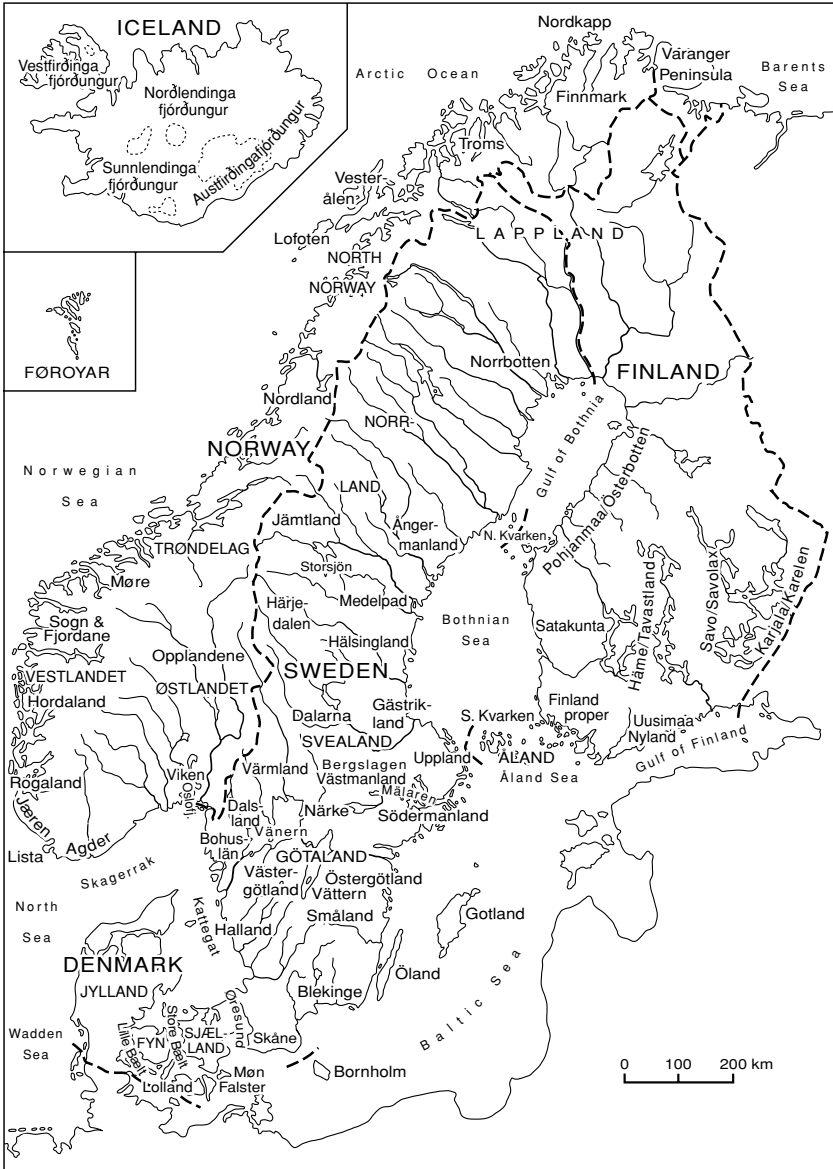 ICELAND
Vestfirðinga
fjórðungur
Norðlendinga
fjórðungur
Sunnlendinga
fjórðungur
Austfirðingafjórðungur
FØROYAR
Nordkapp
Varanger
Peninsula
Barents
Sea
Arctic Ocean
Finnmark
Troms
Vester-
ålen
Lofoten
LAPPLAND
NORTH
NORWAY
Norrbotten
FINLAND
Nordland
NORR-
LAND
Gulf of Bothnia
NORWAY
Norwegian
Sea
Jämtland
Ånger-
manland
N. Kvarken
Pohjanmaa/Österbotten
TRØNDELAG
Storsjön
Møre
Medelpad
Härje-
dalen
Bothnian
Sea
Satakunta
Häme/Tavastland
Savo/Savolax
Karjala/Karelen
Sogn &
Fjordane
Opplandene
Hälsingland
VESTLANDET
ØSTLANDET
SWEDEN
Hordaland
Dalarna
Gästrik-
land
S. Kvarken
Finland
proper
Uusimaa
Nyland
Gulf of Finland
SVEALAND
Uppland
ÅLAND
Åland Sea
Viken
Oslofj.
Värmland
Bergslagen
Västmanland
Rogaland
Mälaren
Jæren
Dals-
land
Närke
Södermanland
Vänern
Lista
Agder
Bohus-
län
GÖTALAND
Skagerrak
Väster-
götland
Östergötland
Vättern
North
Sea
Kattegat
Halland
Småland
Gotland
DENMARK
JYLLAND
Öland
Blekinge
Baltic Sea
Øresund
Wadden
Sea
Lille Bælt
FYN
Store Bælt
SJÆL-
LAND
Skåne
Lolland
Møn
Falster
Bornholm
0 100 200 km